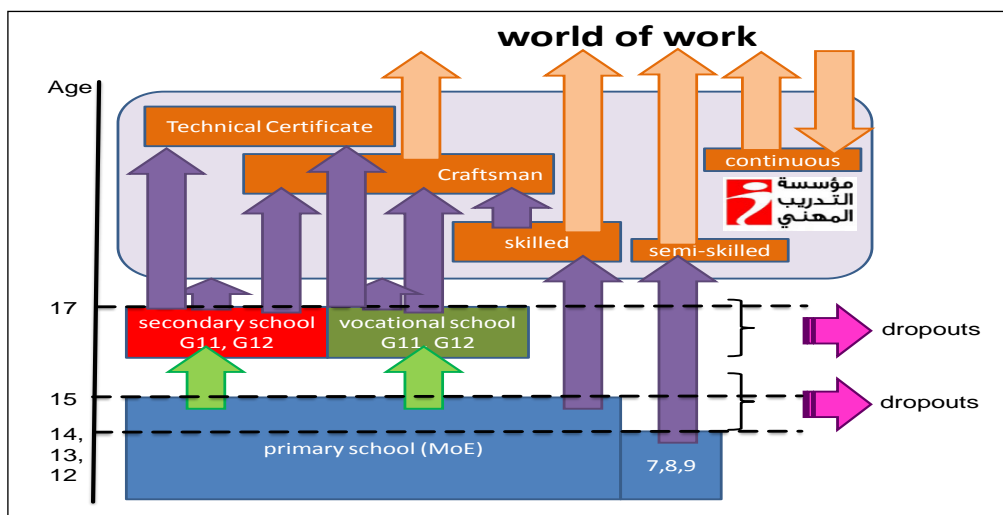 world of work
Age
Technical Certificate
Craftsman
continuous
مؤسسة
التدريب
المهني
skilled
semi-skilled
17
secondary school
G11, G12
vocational school
G11, G12
dropouts
15
dropouts
14,
13,
12
primary school (MoE)
7,8,9